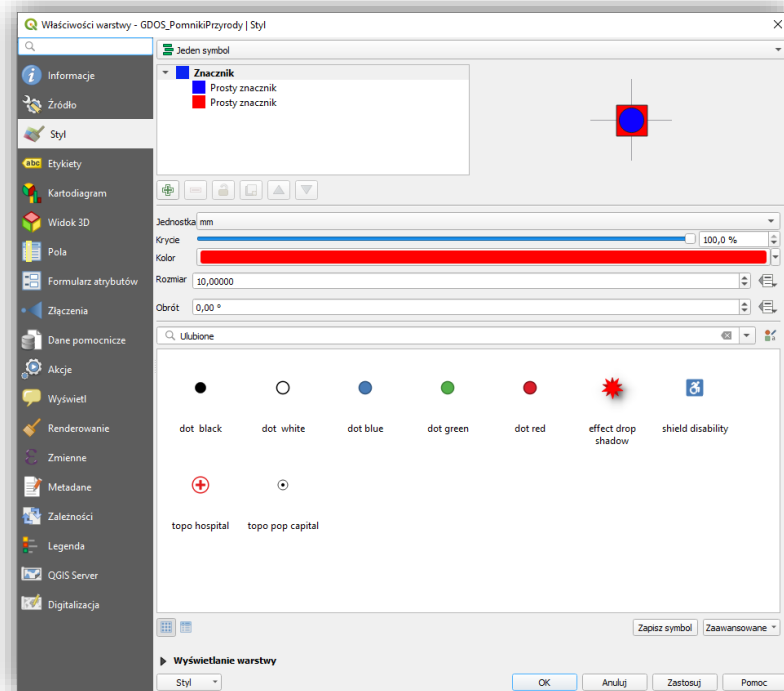 Właściwości warstwy - GDOS_PomnikiPrzyrody | Styl
Informacje
Źródło
Styl
abc Etykiety
Kartodiagram
Widok 3D
Pola
Formularz atrybutów
Złączenia
Dane pomocnicze
Akcje
Wyświetl
Renderowanie
Zmienne
Metadane
Zależności
Legenda
QGIS Server
Digitalizacja
Jeden symbol
Znacznik
Prosty znacznik
Prosty znacznik
Jednostka mm
Krycie 100,0 %
Kolor
Rozmiar 10,00000
Obrót 0,00 °
Ulubione
dot black dot white dot blue dot green dot red effect drop shield disability
shadow
topo hospital topo pop capital
Zapisz symbol Zaawansowane
Wyświetlanie warstwy
Styl OK Anuluj Zastosuj Pomoc